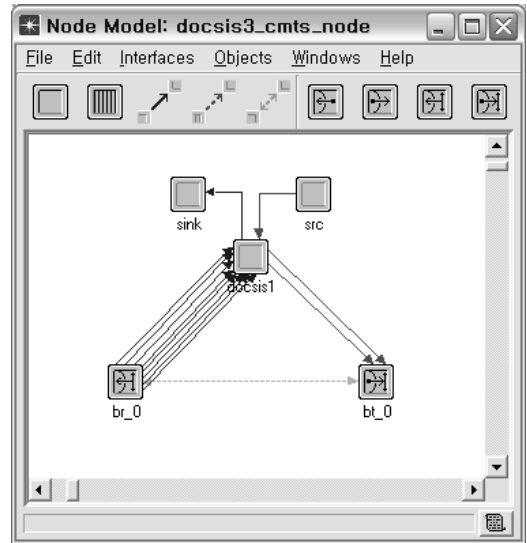 Node Model: docsis3_cmts_node
File Edit Interfaces Objects Windows Help
sink
src
docsis1
br_0
bt_0